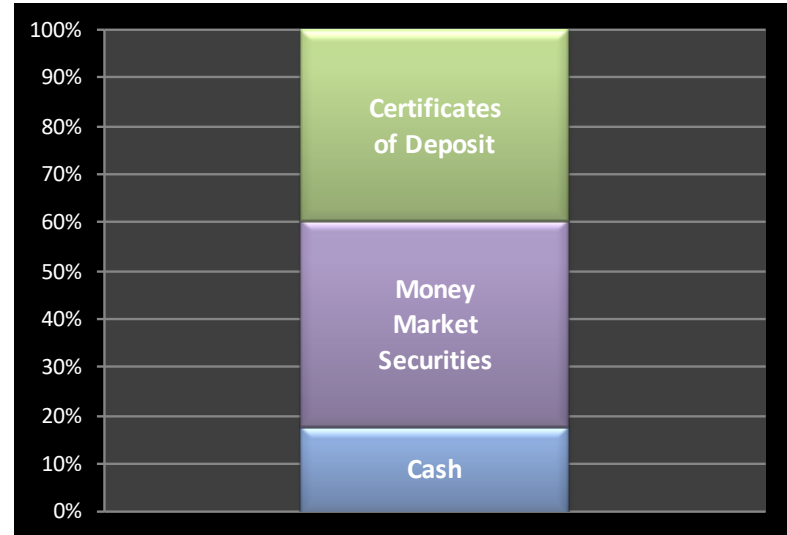 100%
90%
80%
70%
60%
50%
40%
30%
20%
10%
0%
Certificates
of Deposit
Money
Market
Securities
Cash